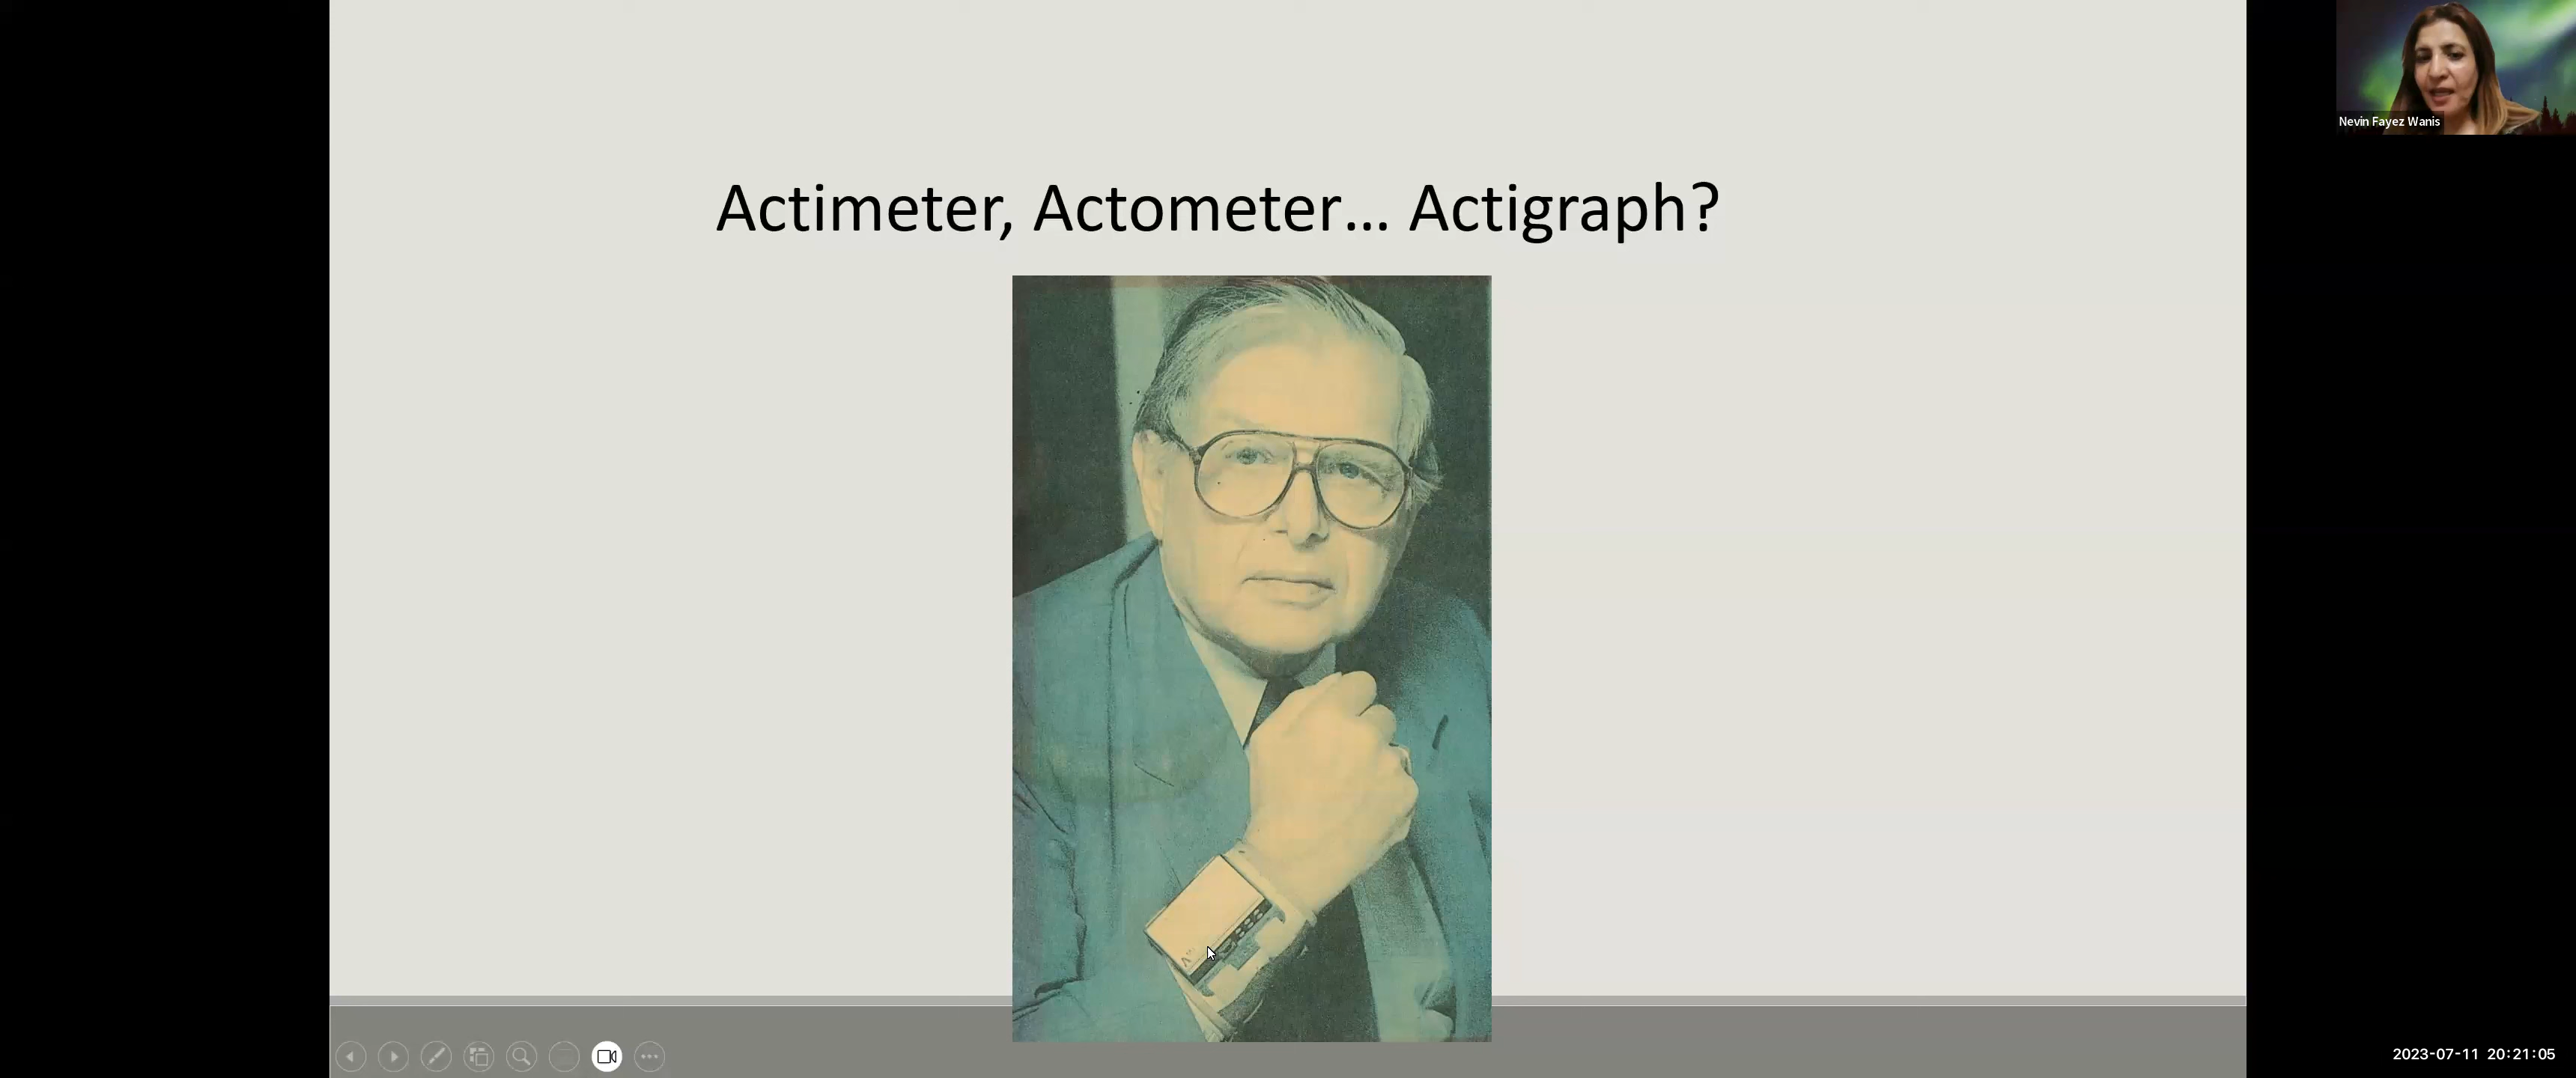 Actimeter, Actometer... Actigraph?
Nevin Fayez Wanis
2023-07-11 20:21:05